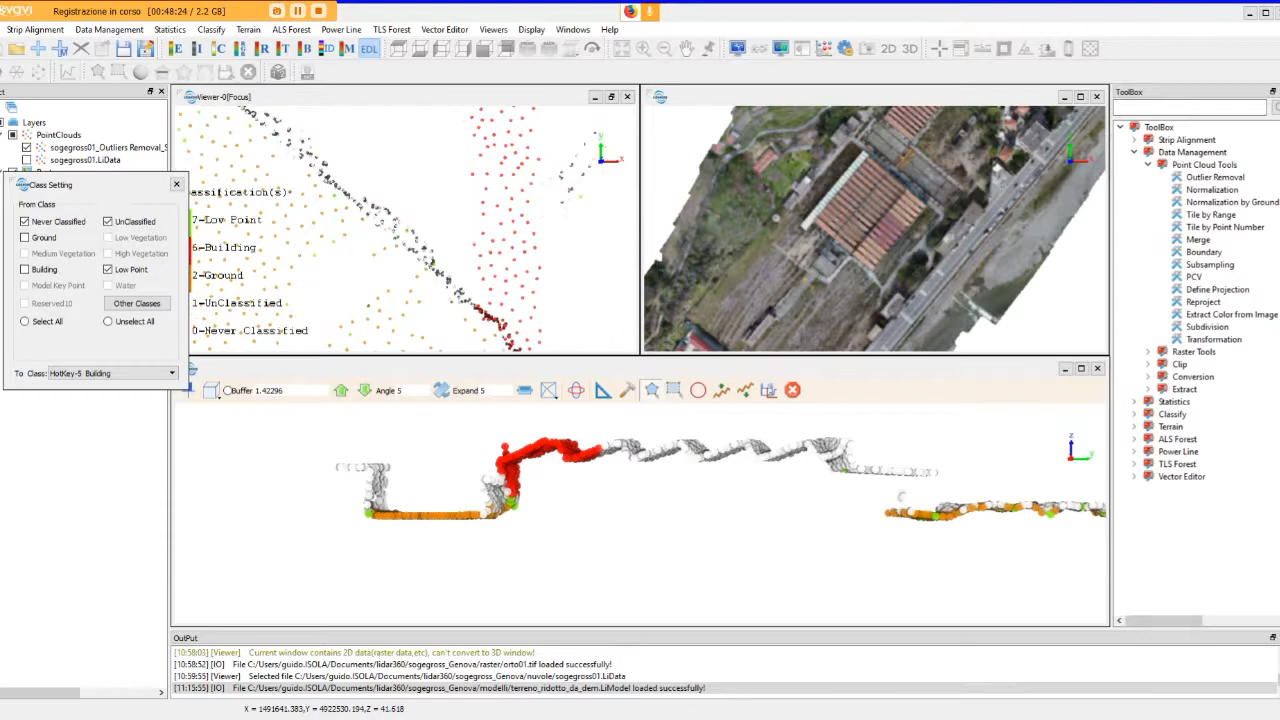 Registrazione in corso [00:48:24 / 2.2 GB]
Strip Alignment Data Management Statistics Classify Terrain ALS Forest Power Line TLS Forest Vector Editor Viewers Display Windows Help
E I C R T B ID M EDL 2D 3D
Viewer-0[Focus]
ToolBox
Layers
PointClouds
sogegross01_Outliers Removal_S
sogegross01.LiData
Class Setting
From Class
Never Classified UnClassified
Ground Low Vegetation
Medium Vegetation High Vegetation
Building Low Point
Model Key Point Water
Reserved10 Other Classes
Select All Unselect All
To Class: HotKey-5 Building
assification(s)
7-Low Point
6-Building
2-Ground
1-UnClassified
0-Never Classified
Buffer 1.42296 Angle 5 Expand 5
ToolBox
Strip Alignment
Data Management
Point Cloud Tools
Outlier Removal
Normalization
Normalization by Ground
Tile by Range
Tile by Point Number
Merge
Boundary
Subsampling
PCV
Define Projection
Reproject
Extract Color from Image
Subdivision
Transformation
Raster Tools
Clip
Conversion
Extract
Statistics
Classify
Terrain
ALS Forest
Power Line
TLS Forest
Vector Editor
OutPut
[10:58:03] [Viewer] Current window contains 2D data(raster data,etc), can't convert to 3D window!
[10:58:52] [IO] File C:/Users/guido.ISOLA/Documents/lidar360/sogegross_Genova/raster/orto01.tif loaded successfully!
[10:59:55] [Viewer] Selected file C:/Users/guido.ISOLA/Documents/lidar360/sogegross_Genova/nuvole/sogegross01.LiData
[11:15:55] [IO] File C:/Users/guido.ISOLA/Documents/lidar360/sogegross_Genova/modelli/terreno_ridotto_da_dem.LiModel loaded successfully!
X = 1491641.383,Y = 4922530.194,Z = 41.618